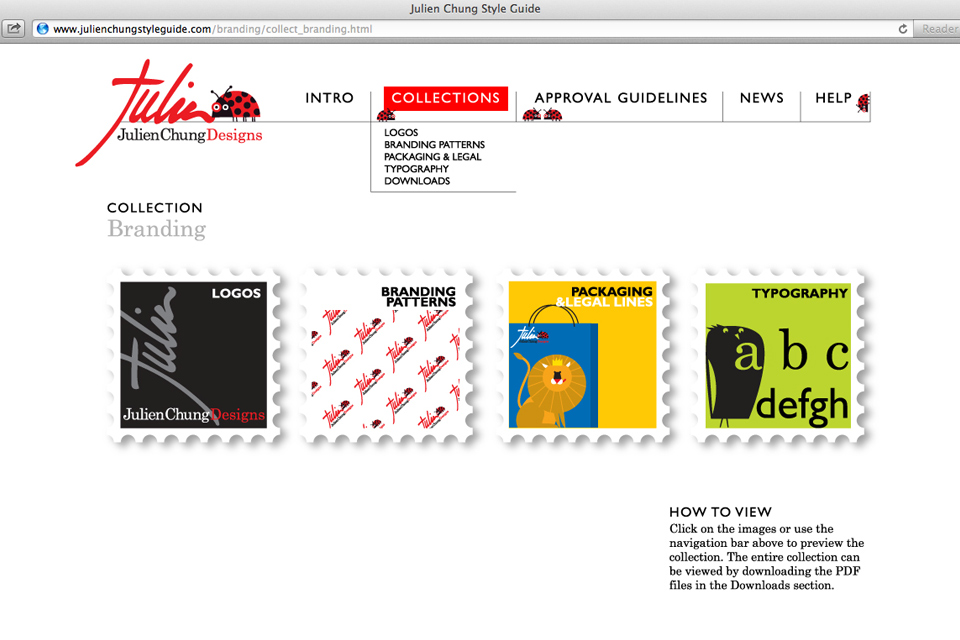 Julien Chung Style Guide
www.julienchungstyleguide.com/branding/collect_branding.html
Reader
Julien
JulienChungDesigns
INTRO
COLLECTIONS
APPROVAL GUIDELINES
NEWS
HELP
LOGOS
BRANDING PATTERNS
PACKAGING & LEGAL
TYPOGRAPHY
DOWNLOADS
COLLECTION
Branding
LOGOS
Julien
JulienChungDesigns
BRANDING
PATTERNS
PACKAGING
&LEGAL LINES
Julien
TYPOGRAPHY
a b c
defgh
HOW TO VIEW
Click on the images or use the
navigation bar above to preview the
collection. The entire collection can
be viewed by downloading the PDF
files in the Downloads section.